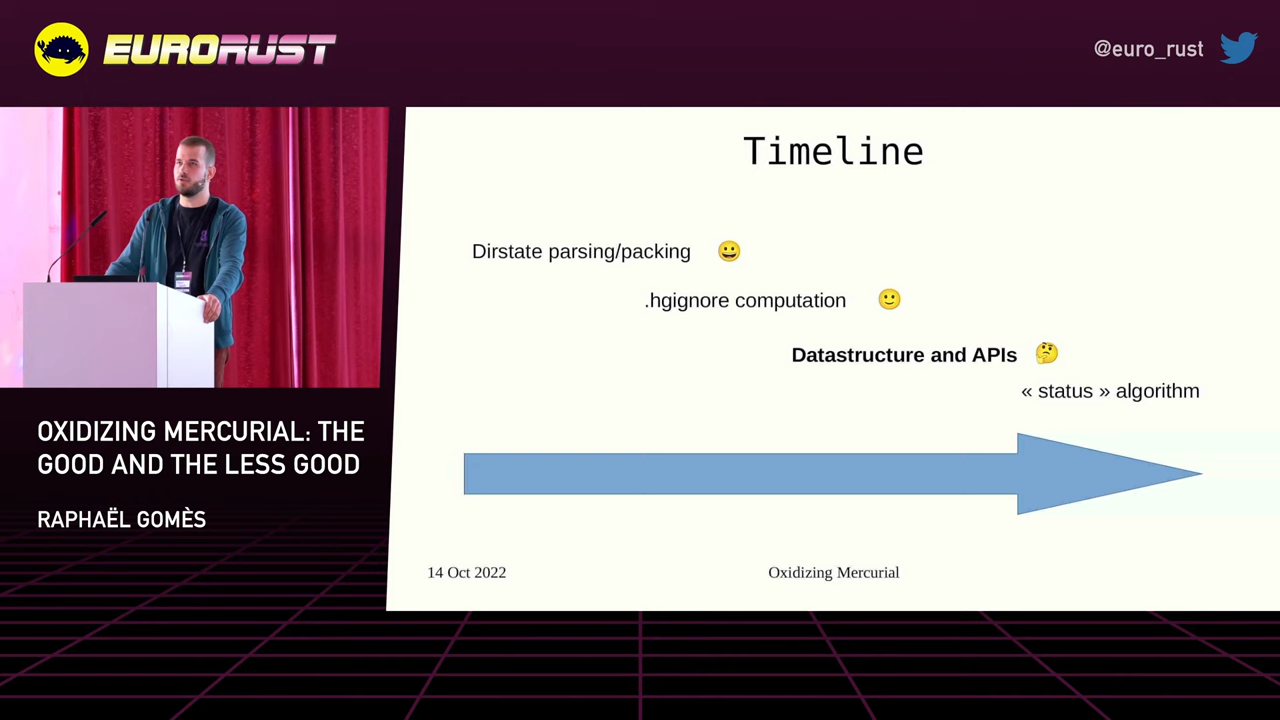 EURORUST
@euro_rust
Timeline
Dirstate parsing/packing 😀
.hgignore computation 🙂
Datastructure and APIs 🤔
« status » algorithm
OXIDIZING MERCURIAL: THE
GOOD AND THE LESS GOOD
RAPHAËL GOMÈS
14 Oct 2022
Oxidizing Mercurial